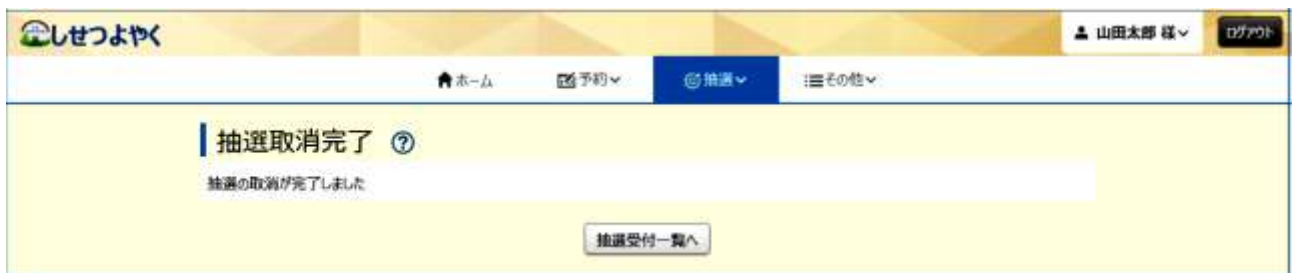 しせつよやく
山田太郎 様
ログアウト
ホーム
予約
抽選
その他
抽選取消完了 ?
抽選の取消が完了しました
抽選受付一覧へ